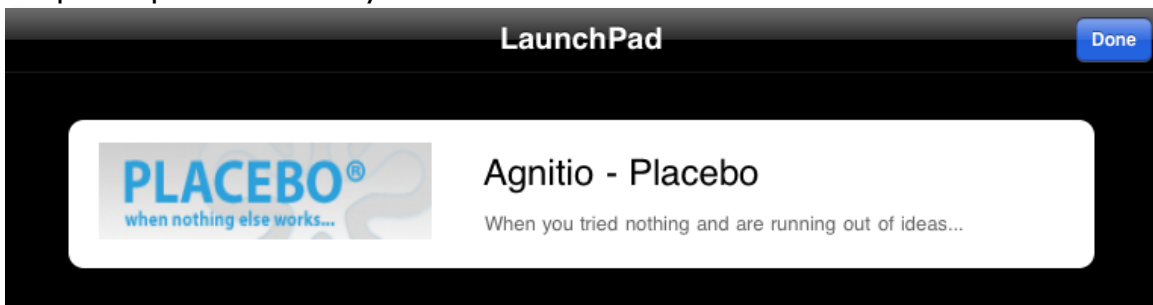 LaunchPad
Done
PLACEBO®
when nothing else works...
Agnitio - Placebo
When you tried nothing and are running out of ideas...